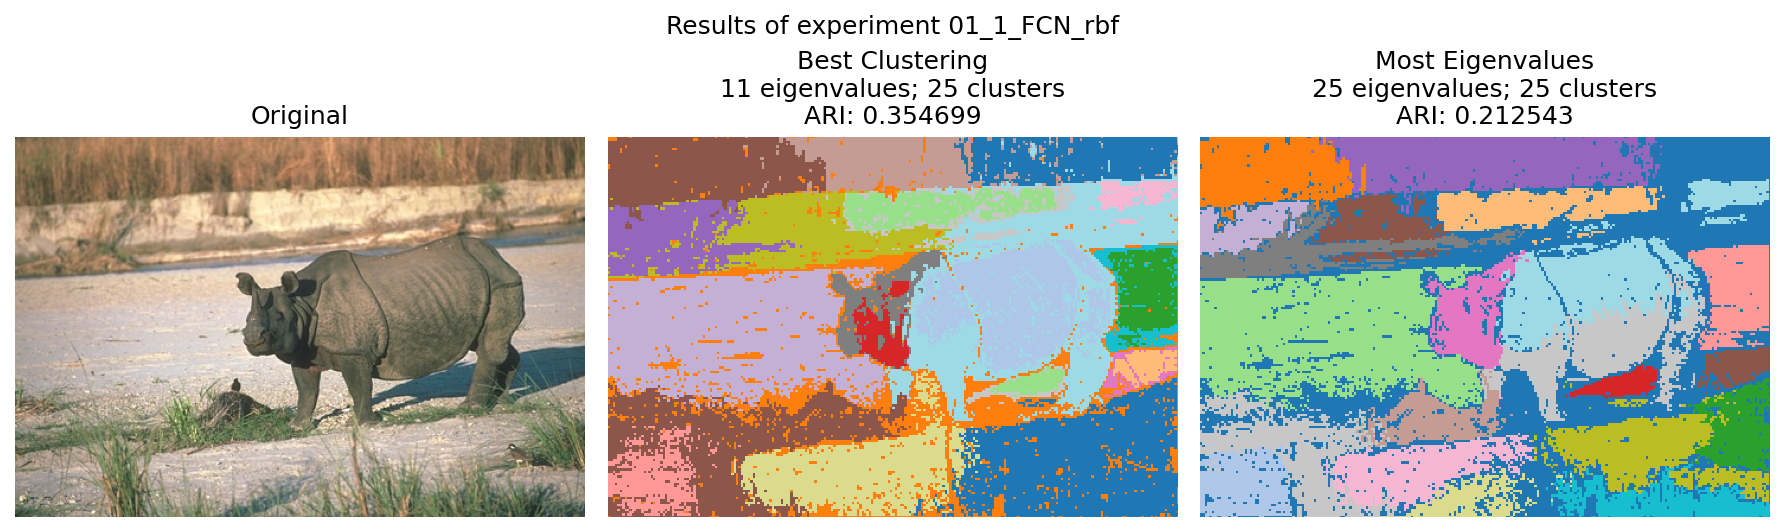 Results of experiment 01_1_FCN_rbf
Original
Best Clustering
11 eigenvalues; 25 clusters
ARI: 0.354699
Most Eigenvalues
25 eigenvalues; 25 clusters
ARI: 0.212543